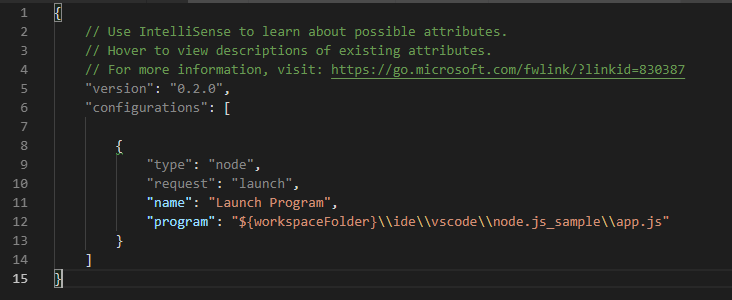 1 {
2 // Use IntelliSense to learn about possible attributes.
3 // Hover to view descriptions of existing attributes.
4 // For more information, visit: https://go.microsoft.com/fwlink/?linkid=830387
5 "version": "0.2.0",
6 "configurations": [
7
8 {
9 "type": "node",
10 "request": "launch",
11 "name": "Launch Program",
12 "program": "${workspaceFolder}\\ide\\vscode\\node.js_sample\\app.js"
13 }
14 ]
15 }